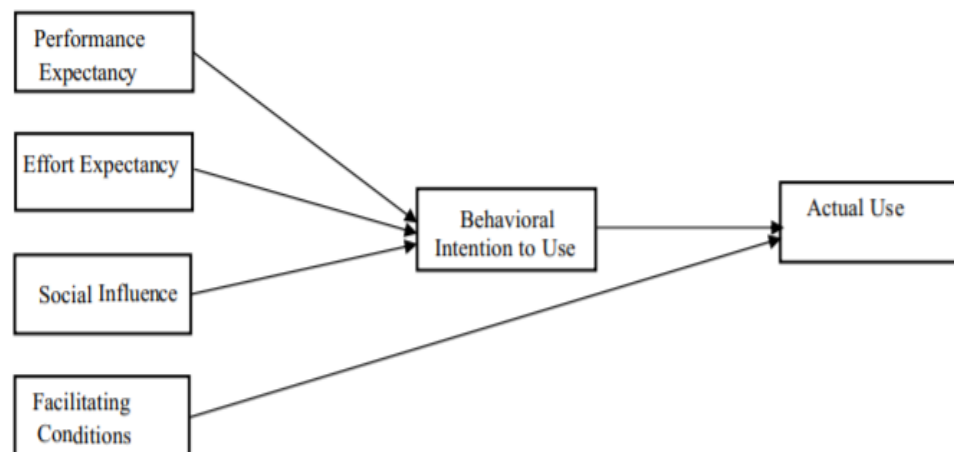 Performance
Expectancy
Effort Expectancy
Social Influence
Facilitating
Conditions
Behavioral
Intention to Use
Actual Use